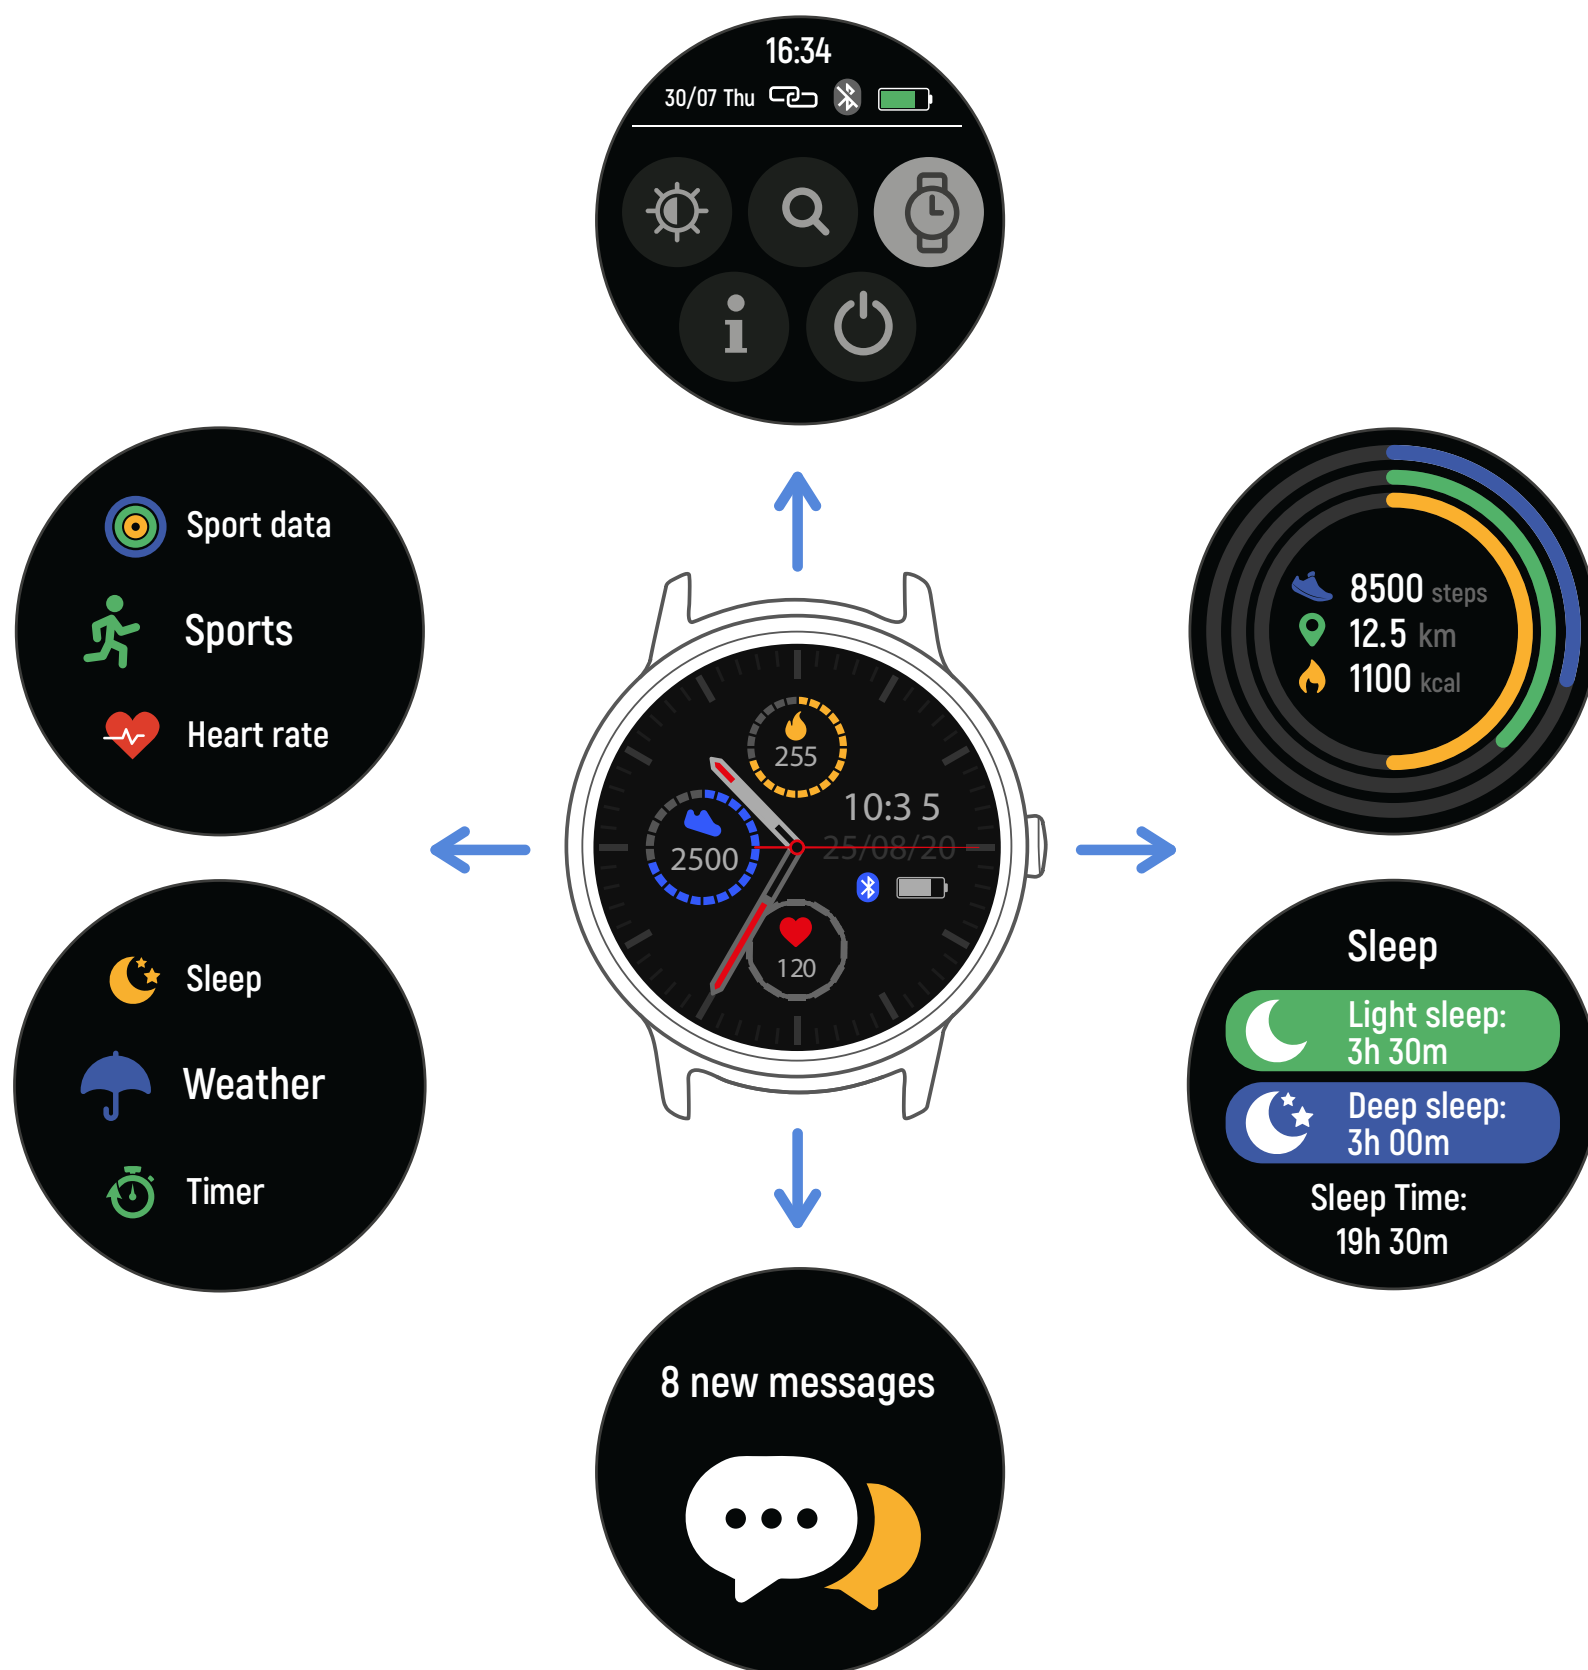 16:34
30/07 Thu
Sport data
Sports
Heart rate
8500 steps
12.5 km
1100 kcal
255
10:3 5
2500
25/08/20
120
Sleep
Weather
Timer
Sleep
Light sleep:
3h 30m
Deep sleep:
3h 00m
Sleep Time:
19h 30m
8 new messages